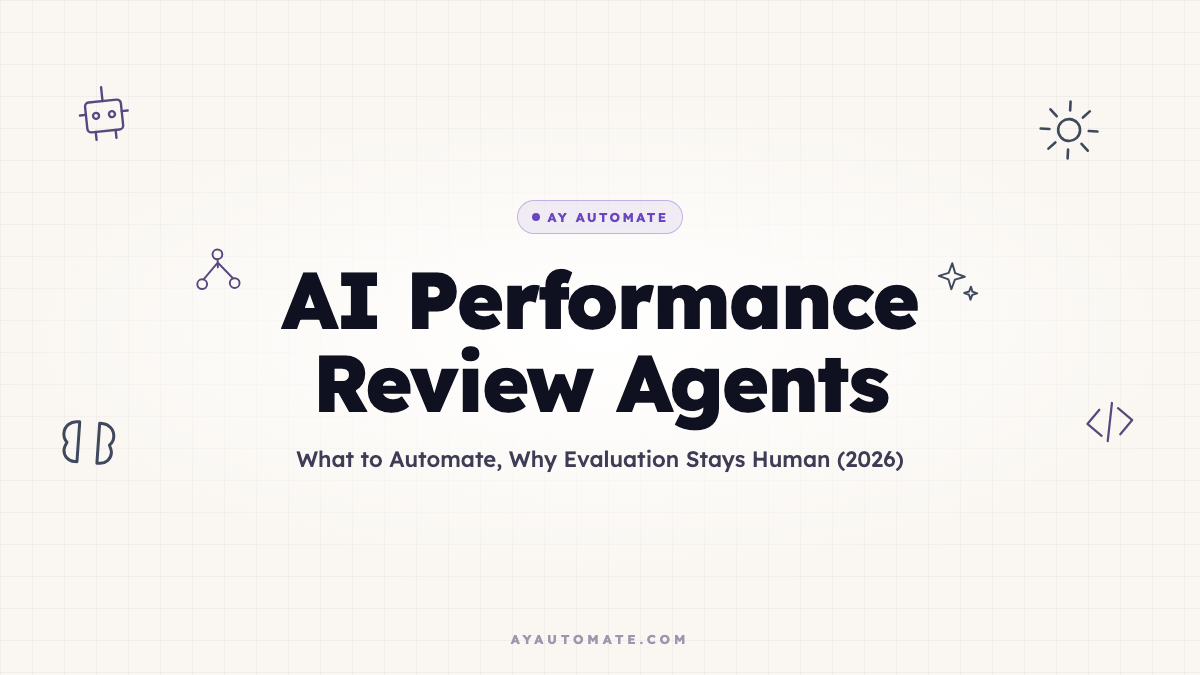 AY AUTOMATE
AI Performance
Review Agents
What to Automate, Why Evaluation Stays Human (2026)
AYAUTOMATE.COM